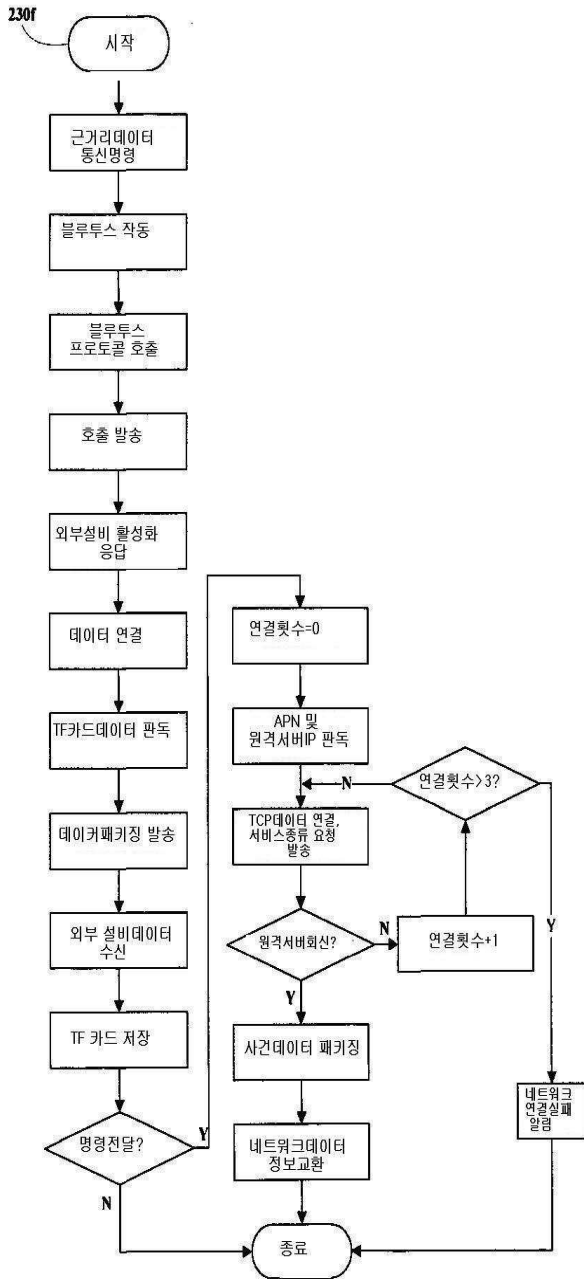 230f
시작
근거리데이터
통신명령
블루투스 작동
블루투스
프로토콜 호출
호출 발송
외부설비 활성화
응답
데이터 연결
TF카드데이터 판독
데이커패키징 발송
외부 설비데이터
수신
TF 카드 저장
명령전달?
Y
N
연결횟수=0
APN 및
원격서버IP 판독
TCP데이터 연결,
서비스종류 요청
발송
원격서버회신?
N
Y
연결횟수+1
연결횟수>3?
N
Y
사건데이터 패키징
네트워크데이터
정보교환
네트워크
연결실패
알림
종료